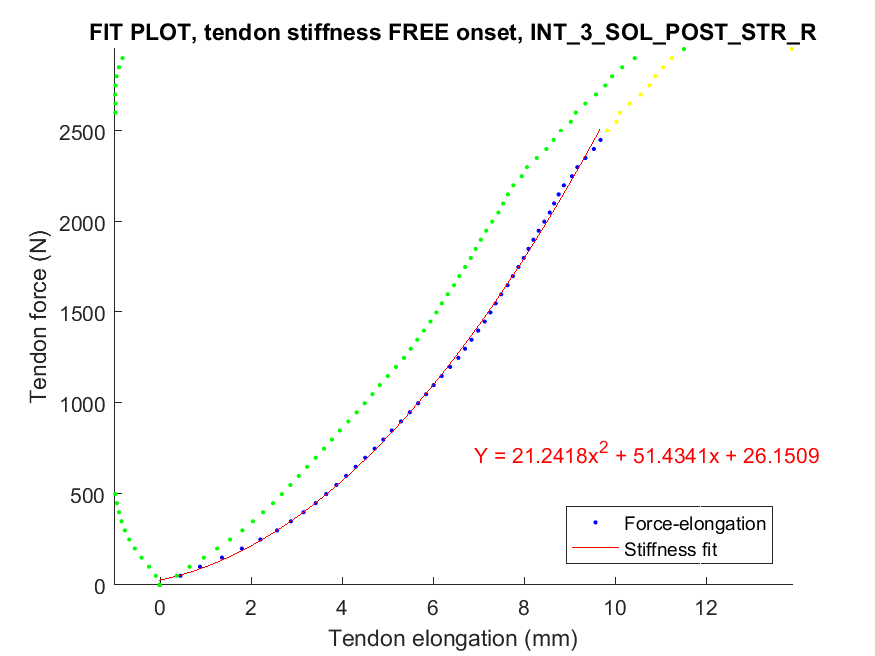 FIT PLOT, tendon stiffness FREE onset, INT_3_SOL_POST_STR_R
Tendon force (N)
2500
2000
1500
1000
500
0
Y = 21.2418x² + 51.4341x + 26.1509
Force-elongation
Stiffness fit
0 2 4 6 8 10 12
Tendon elongation (mm)